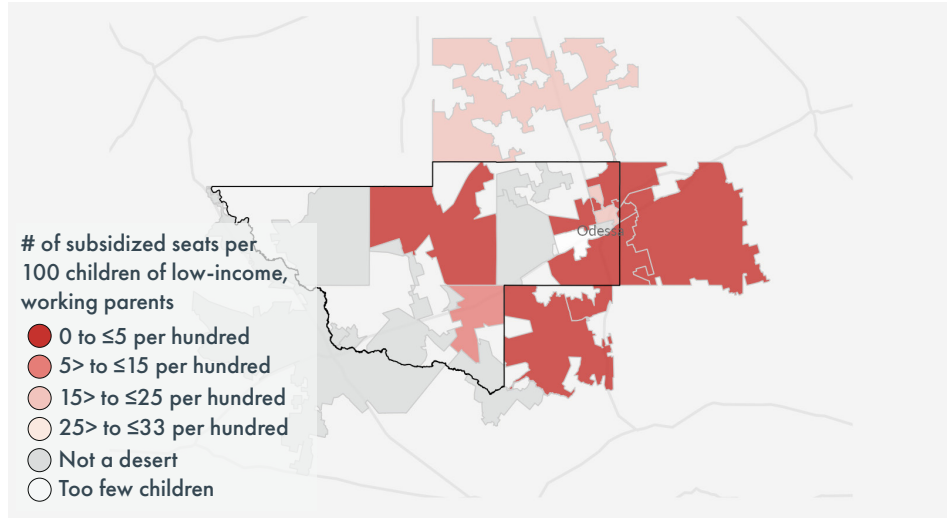 Odessa
# of subsidized seats per
100 children of low-income,
working parents
0 to ≤5 per hundred
5> to ≤15 per hundred
15> to ≤25 per hundred
25> to ≤33 per hundred
Not a desert
Too few children